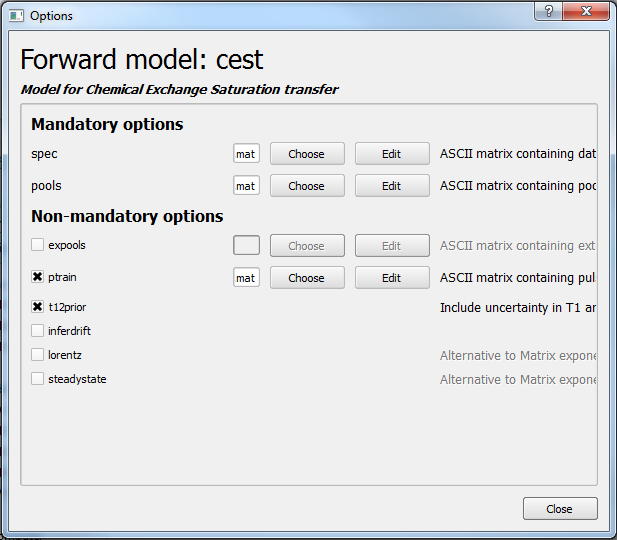 Options
Forward model: cest
Model for Chemical Exchange Saturation transfer
Mandatory options
spec mat Choose Edit ASCII matrix containing dat
pools mat Choose Edit ASCII matrix containing poo
Non-mandatory options
expools Choose Edit ASCII matrix containing ext
ptrain mat Choose Edit ASCII matrix containing pul
t12prior Include uncertainty in T1 an
inferdrift
lorentz Alternative to Matrix expone
steadystate Alternative to Matrix expone
Close